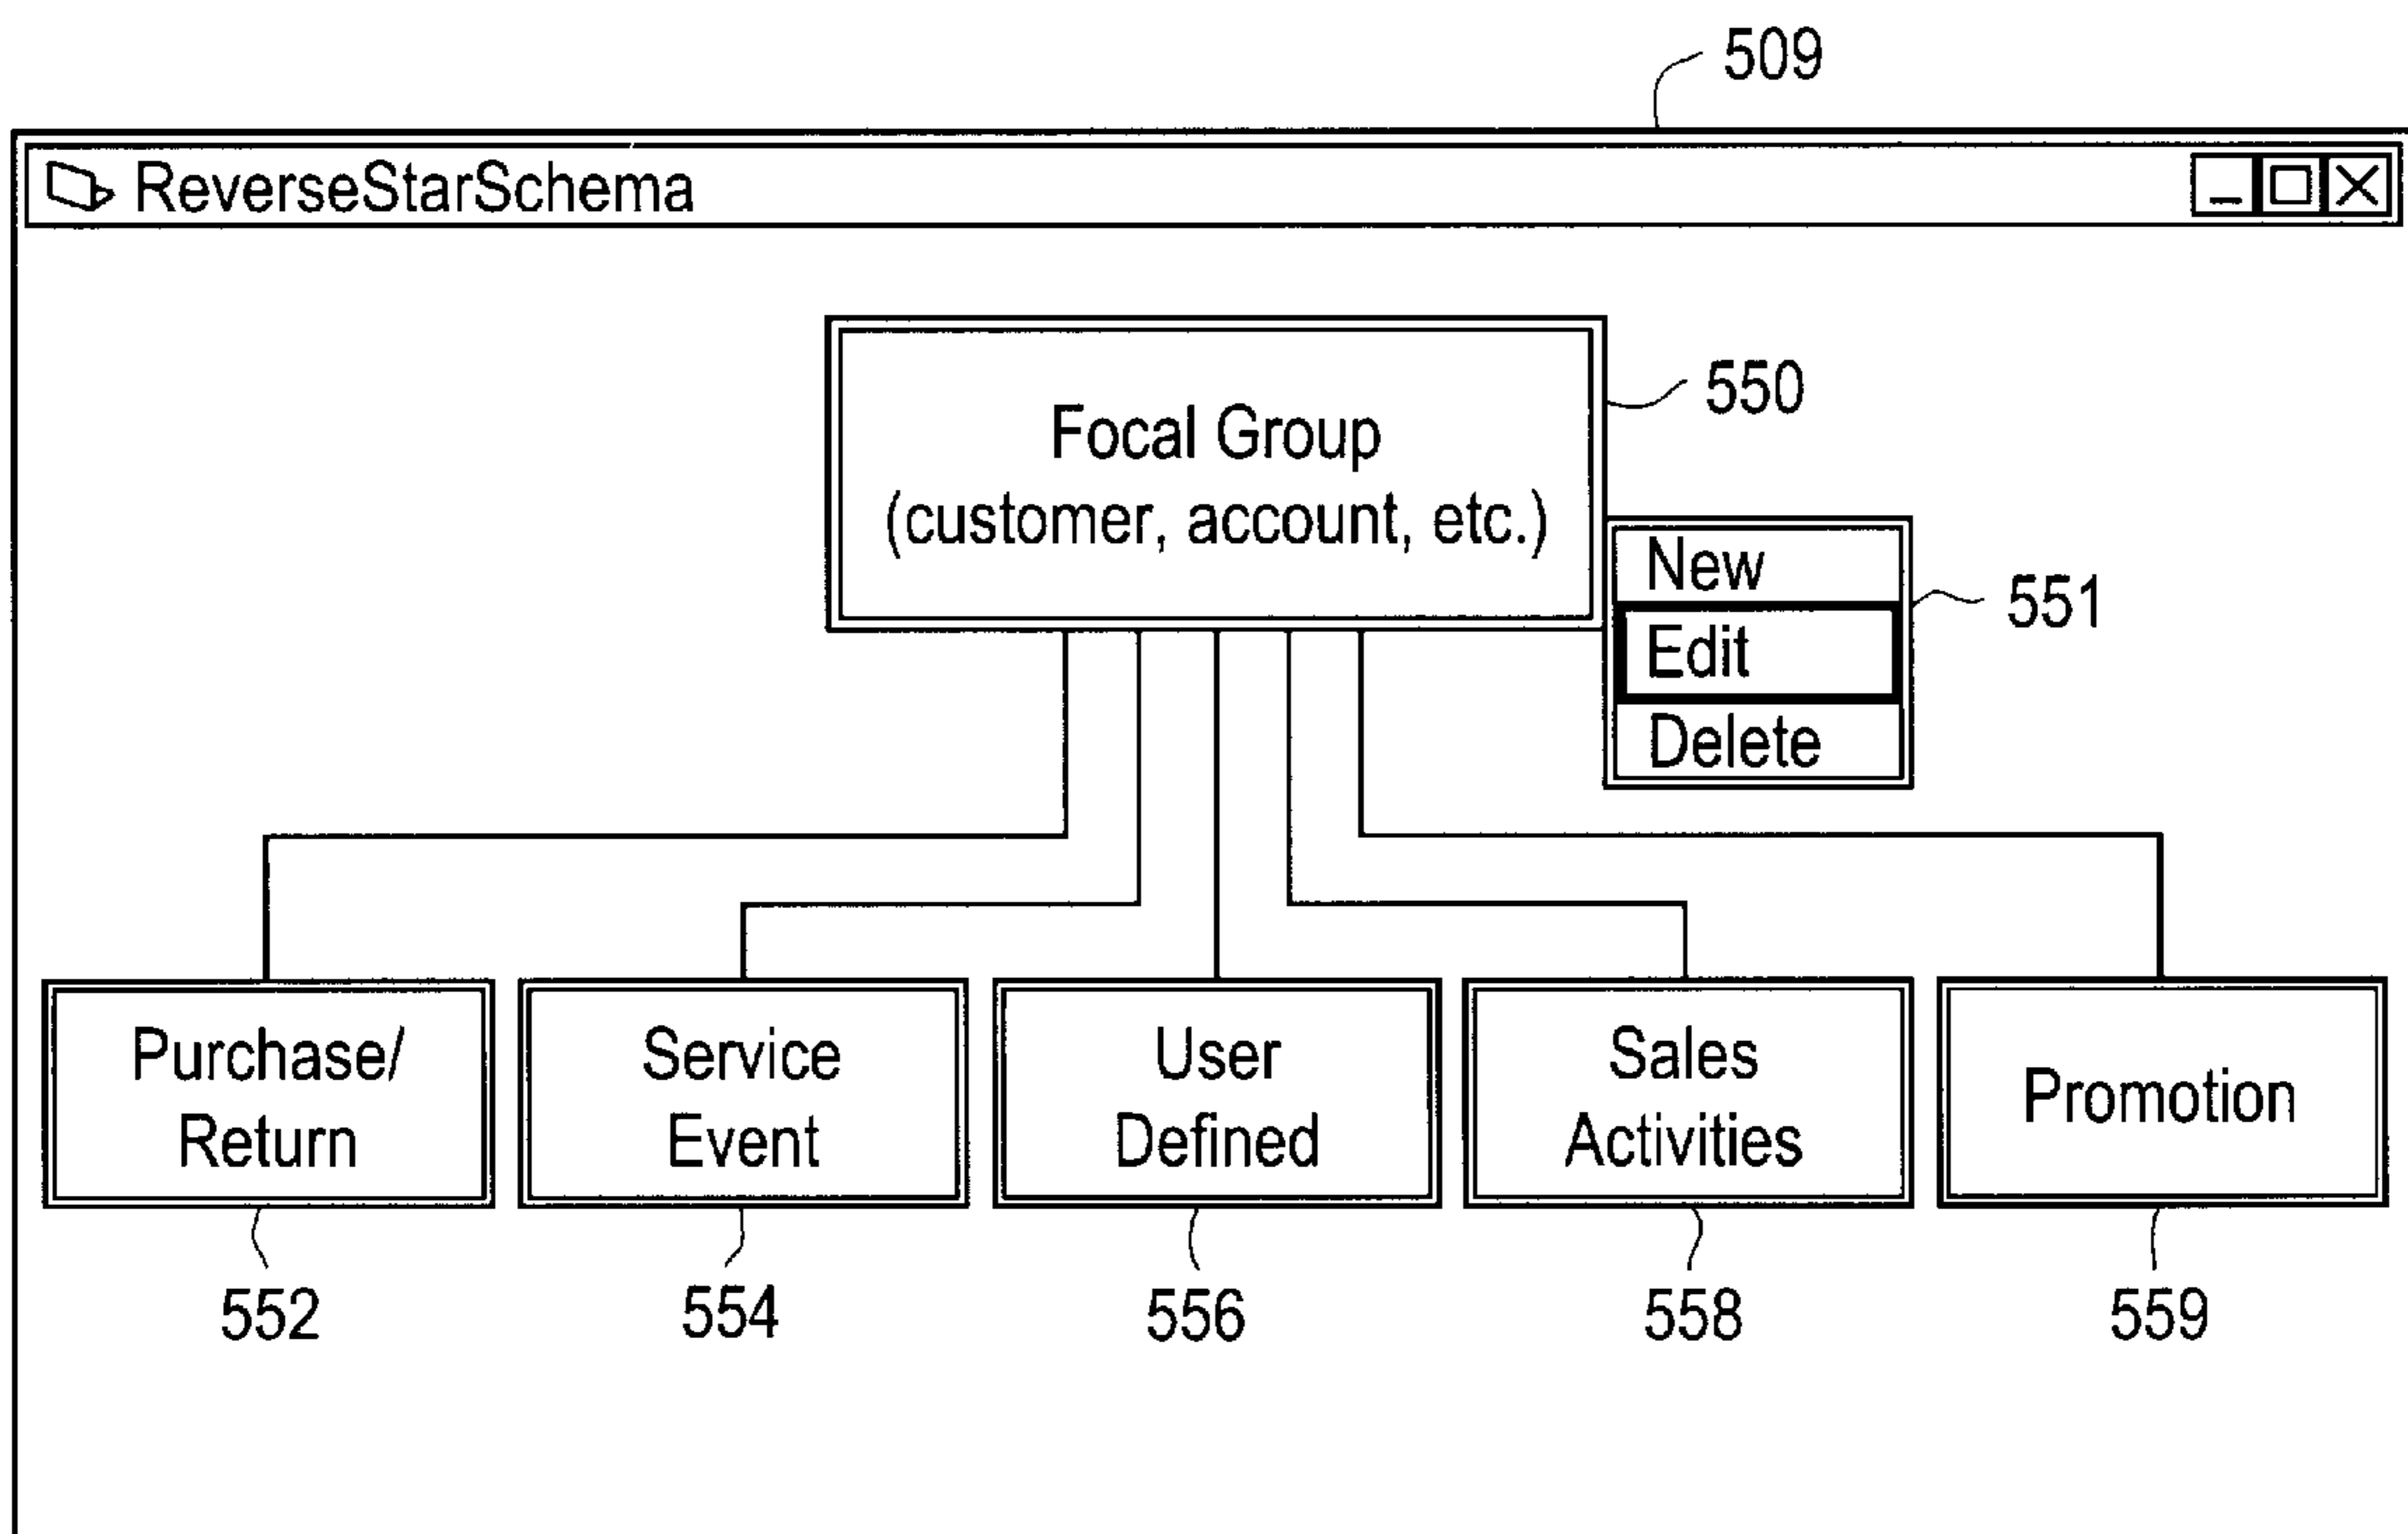 509
ReverseStarSchema
Focal Group
(customer, account, etc.)
550
New
Edit
Delete
551
Purchase/
Return
Service
Event
User
Defined
Sales
Activities
Promotion
552
554
556
558
559